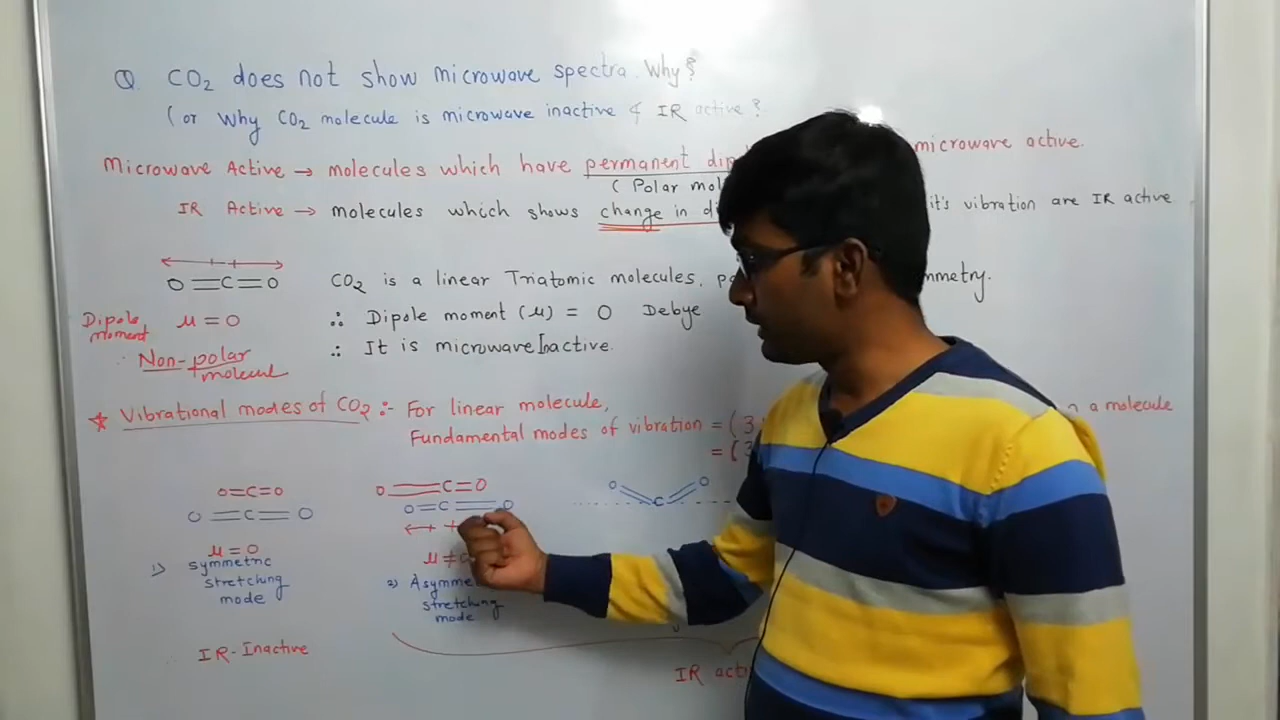 Q. CO2 does not show microwave spectra. Why?
(or Why CO2 molecule is microwave inactive & IR active?
Microwave Active → molecules which have permanent microwave active.
(Polar
IR Active → molecules which shows change in it's vibration are IR active
O=C=O CO2 is a linear Triatomic molecules,
Dipole moment μ = 0 ∴ Dipole moment (μ) = 0 Debye
∴ Non-polar molecule ∴ It is microwave Inactive.
★ Vibrational modes of CO2 :- For linear molecule, a molecule
Fundamental modes of vibration = (3
= (3
O=C=O O=C=O O C O
O=C=O O=C=O
μ = 0 μ ≠
1) symmetric stretching mode
2) stretching mode
IR-Inactive
IR